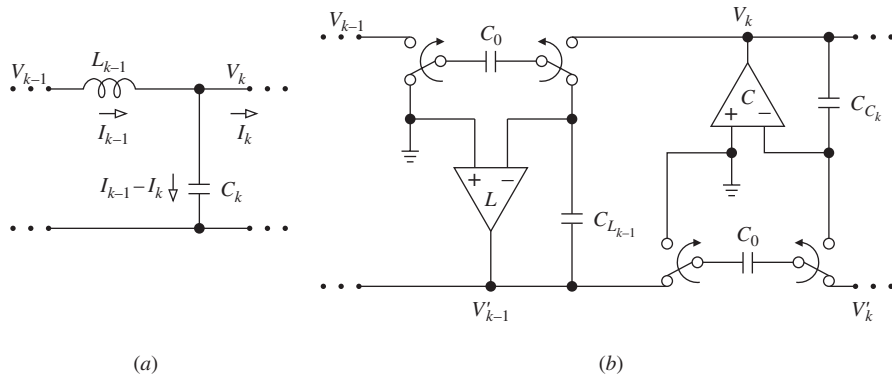 V_{k-1}
L_{k-1}
V_k
I_{k-1}
I_k
I_{k-1} – I_k
C_k
(a)
V_{k-1}
C_0
V_k
C
+ –
C_{C_k}
+ –
L
C_{L_{k-1}}
C_0
V'_{k-1}
V'_k
(b)